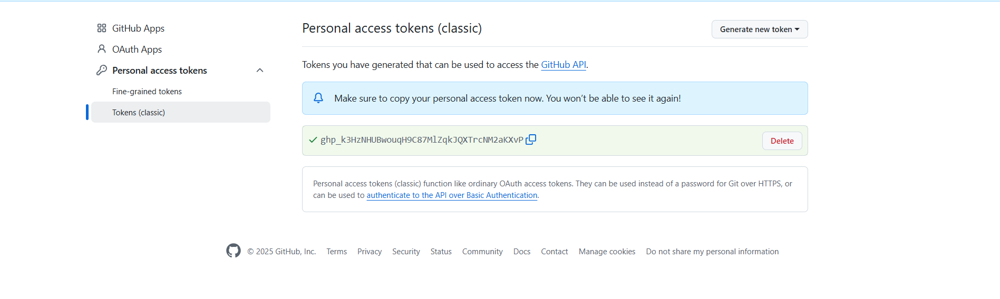 GitHub Apps
OAuth Apps
Personal access tokens
Fine-grained tokens
Tokens (classic)
Personal access tokens (classic)
Generate new token
Tokens you have generated that can be used to access the GitHub API.
Make sure to copy your personal access token now. You won’t be able to see it again!
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
Delete
Personal access tokens (classic) function like ordinary OAuth access tokens. They can be used instead of a password for Git over HTTPS, or
can be used to authenticate to the API over Basic Authentication.
© 2025 GitHub, Inc. Terms Privacy Security Status Community Docs Contact Manage cookies Do not share my personal information